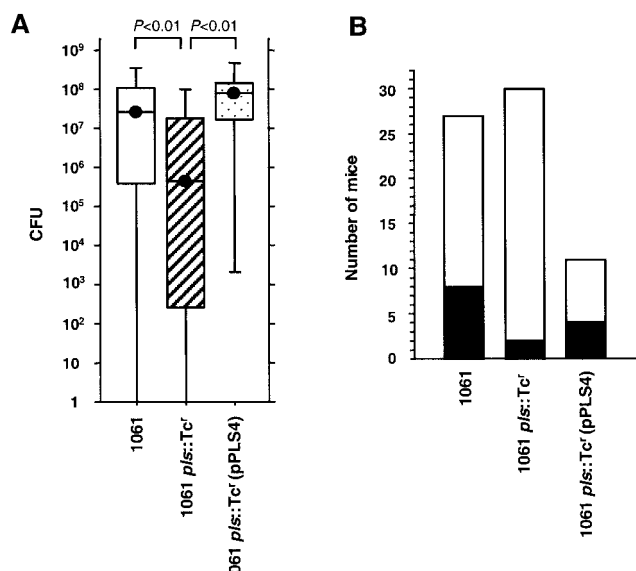 A
P<0.01 P<0.01
10⁹
10⁸
10⁷
10⁶
10⁵
10⁴
10³
10²
10
1
CFU
1061
1061 pls::Tcʳ
1061 pls::Tcʳ (pPLS4)
B
30
25
20
15
10
5
0
Number of mice
1061
1061 pls::Tcʳ
1061 pls::Tcʳ (pPLS4)